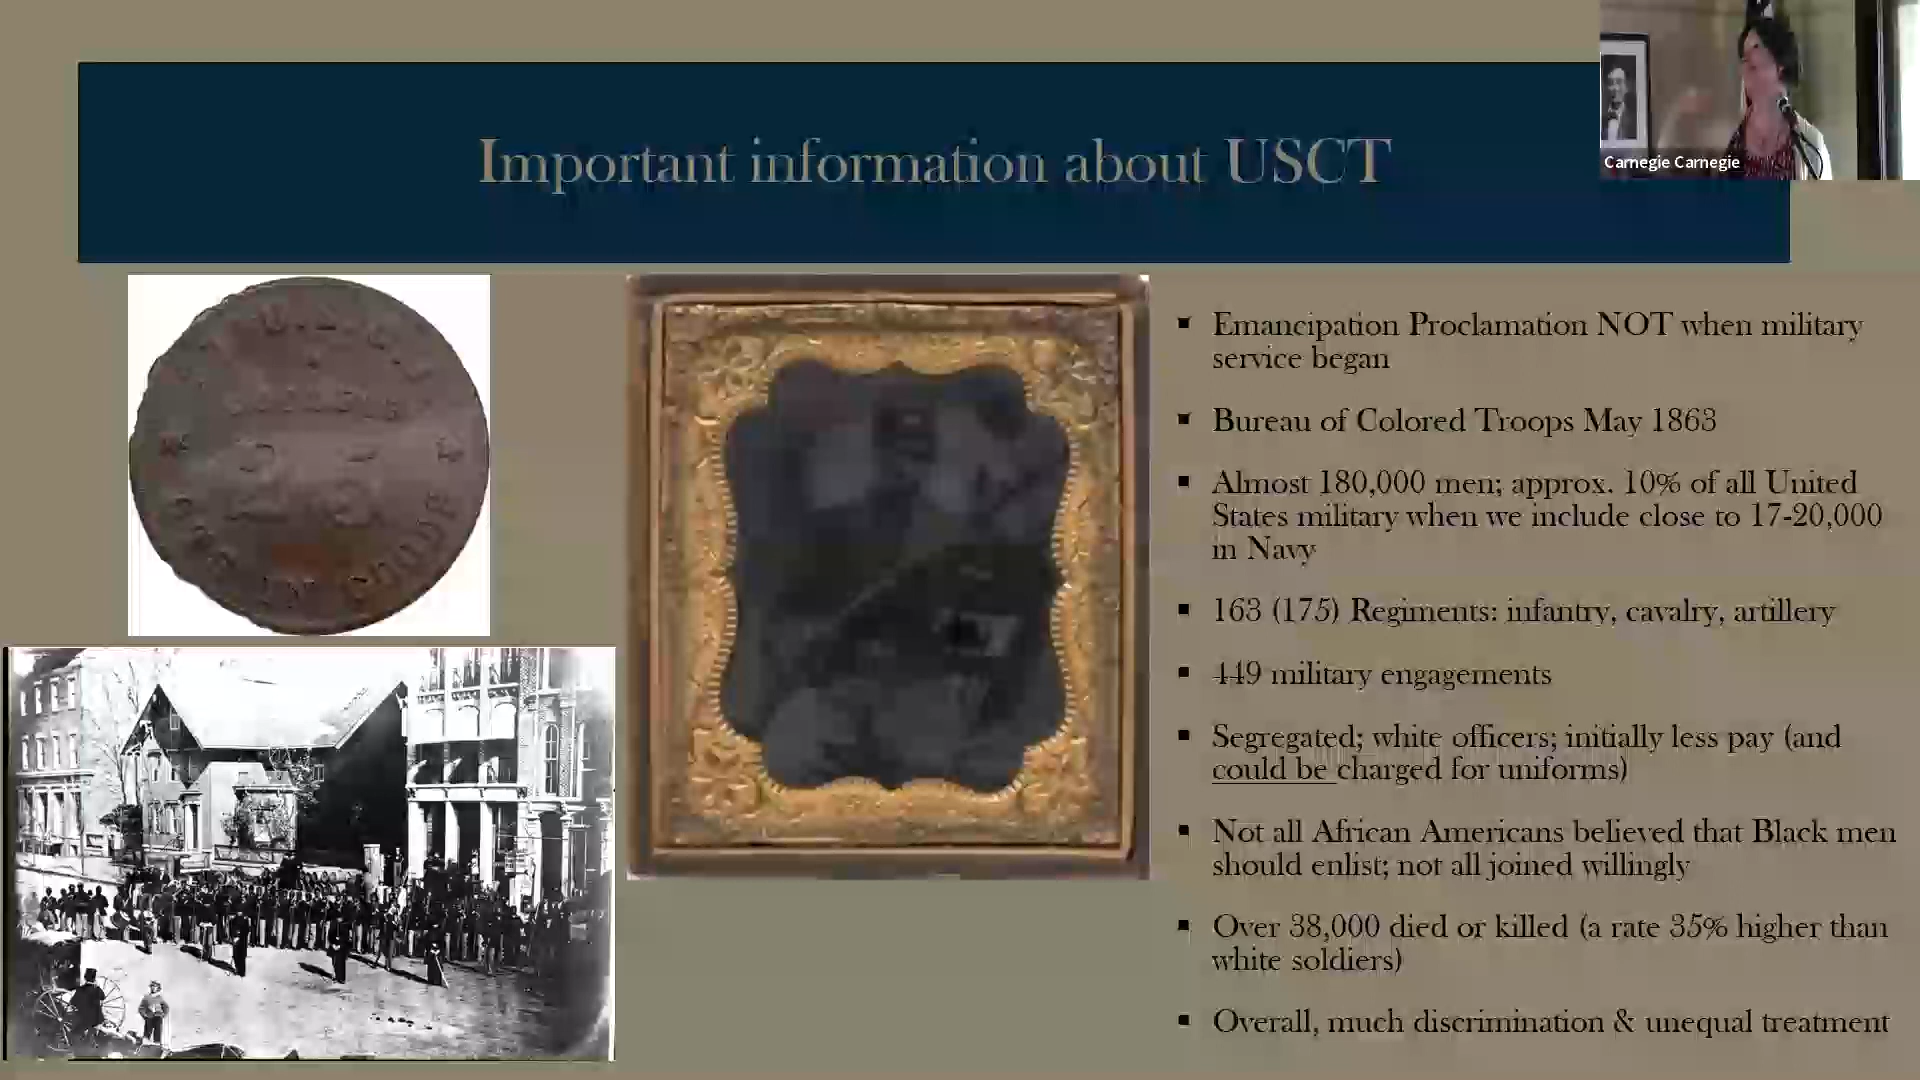 Important information about USCT
Carnegie Carnegie
Emancipation Proclamation NOT when military
service began
Bureau of Colored Troops May 1863
Almost 180,000 men; approx. 10% of all United
States military when we include close to 17-20,000
in Navy
163 (175) Regiments: infantry, cavalry, artillery
449 military engagements
Segregated; white officers; initially less pay (and
could be charged for uniforms)
Not all African Americans believed that Black men
should enlist; not all joined willingly
Over 38,000 died or killed (a rate 35% higher than
white soldiers)
Overall, much discrimination & unequal treatment